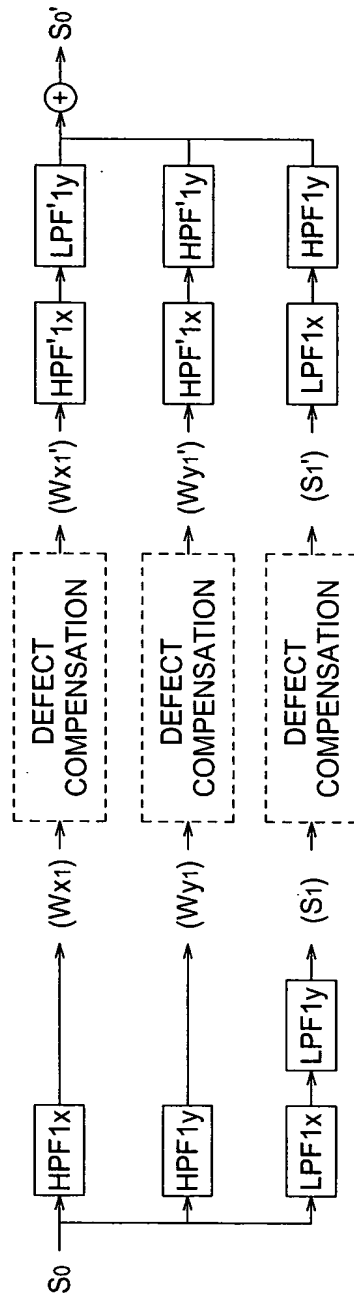 S0
HPF1x
(Wx1)
DEFECT
COMPENSATION
(Wx1')
HPF'1x
LPF'1y
+
S0'
HPF1y
(Wy1)
DEFECT
COMPENSATION
(Wy1')
HPF'1x
HPF'1y
LPF1x
LPF1y
(S1)
DEFECT
COMPENSATION
(S1')
LPF1x
HPF1y